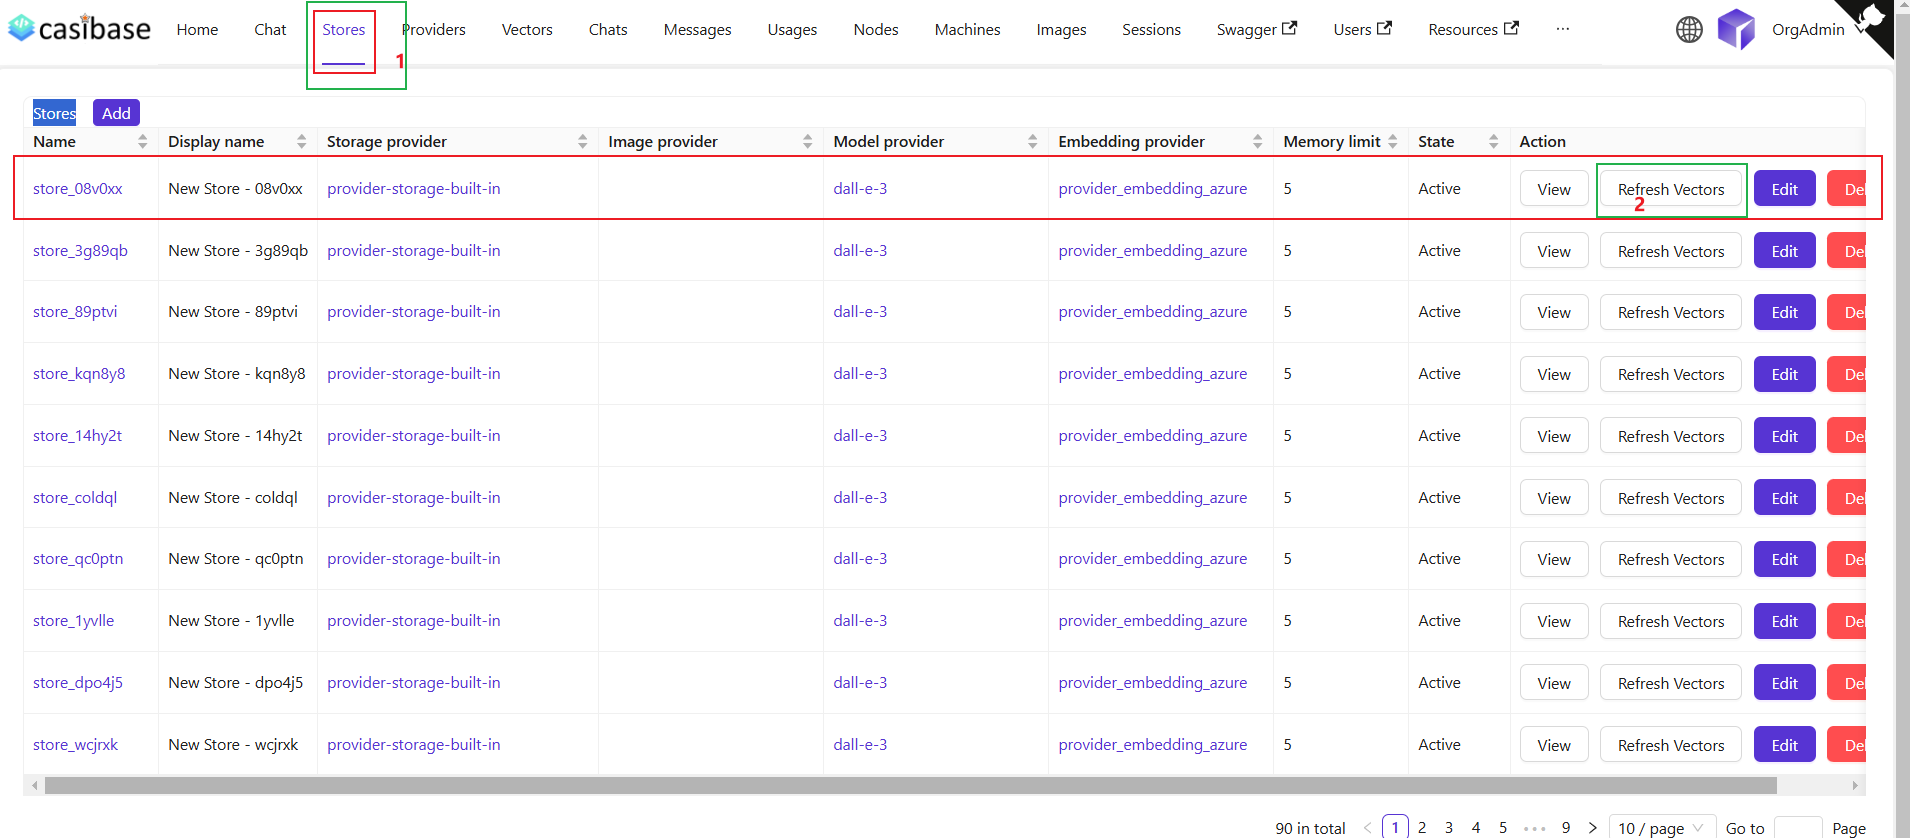 casibase Home Chat Stores Providers Vectors Chats Messages Usages Nodes Machines Images Sessions Swagger Users Resources ··· OrgAdmin
1
Stores Add
Name Display name Storage provider Image provider Model provider Embedding provider Memory limit State Action
store_08v0xx New Store - 08v0xx provider-storage-built-in dall-e-3 provider_embedding_azure 5 Active View Refresh Vectors Edit Del
2
store_3g89qb New Store - 3g89qb provider-storage-built-in dall-e-3 provider_embedding_azure 5 Active View Refresh Vectors Edit Del
store_89ptvi New Store - 89ptvi provider-storage-built-in dall-e-3 provider_embedding_azure 5 Active View Refresh Vectors Edit Del
store_kqn8y8 New Store - kqn8y8 provider-storage-built-in dall-e-3 provider_embedding_azure 5 Active View Refresh Vectors Edit Del
store_14hy2t New Store - 14hy2t provider-storage-built-in dall-e-3 provider_embedding_azure 5 Active View Refresh Vectors Edit Del
store_coldql New Store - coldql provider-storage-built-in dall-e-3 provider_embedding_azure 5 Active View Refresh Vectors Edit Del
store_qc0ptn New Store - qc0ptn provider-storage-built-in dall-e-3 provider_embedding_azure 5 Active View Refresh Vectors Edit Del
store_1yvlle New Store - 1yvlle provider-storage-built-in dall-e-3 provider_embedding_azure 5 Active View Refresh Vectors Edit Del
store_dpo4j5 New Store - dpo4j5 provider-storage-built-in dall-e-3 provider_embedding_azure 5 Active View Refresh Vectors Edit Del
store_wcjrxk New Store - wcjrxk provider-storage-built-in dall-e-3 provider_embedding_azure 5 Active View Refresh Vectors Edit Del
90 in total < 1 2 3 4 5 ··· 9 > 10 / page Go to Page